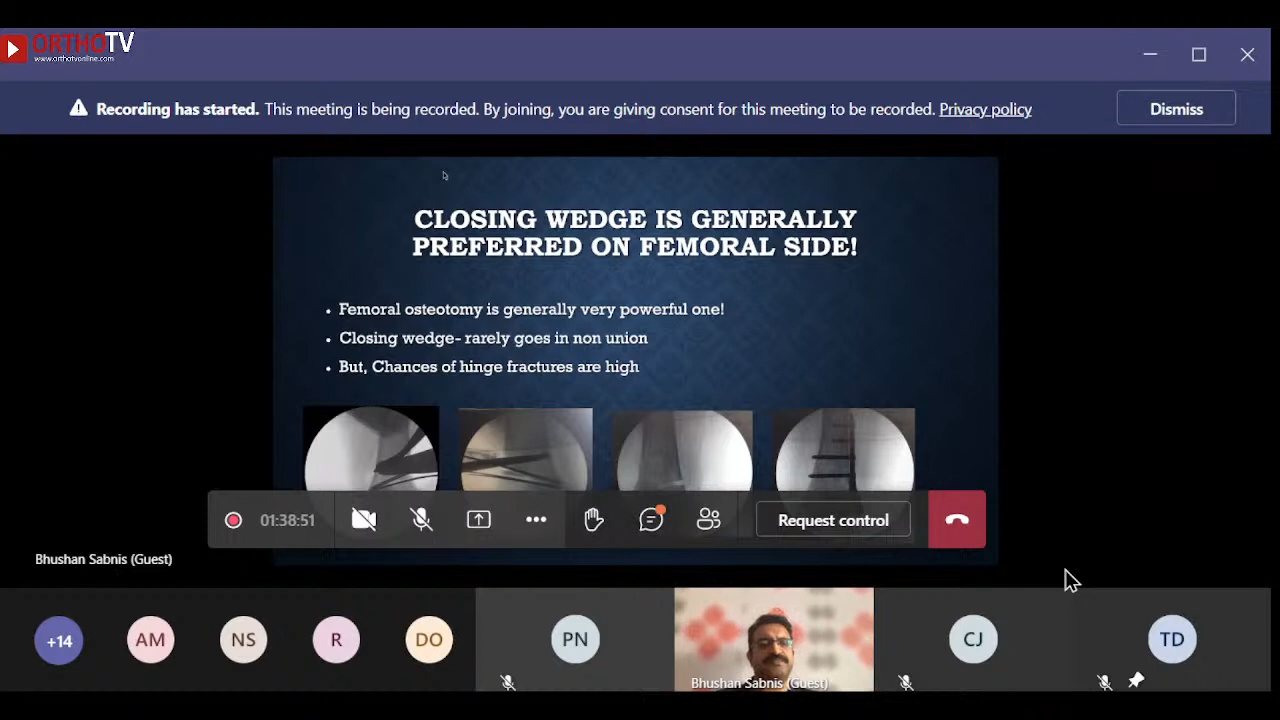 ORTHOTV
www.orthotvonline.com
Recording has started. This meeting is being recorded. By joining, you are giving consent for this meeting to be recorded. Privacy policy
Dismiss
CLOSING WEDGE IS GENERALLY
PREFERRED ON FEMORAL SIDE!
• Femoral osteotomy is generally very powerful one!
• Closing wedge- rarely goes in non union
• But, Chances of hinge fractures are high
01:38:51
Request control
Bhushan Sabnis (Guest)
+14
AM
NS
R
DO
PN
Bhushan Sabnis (Guest)
CJ
TD